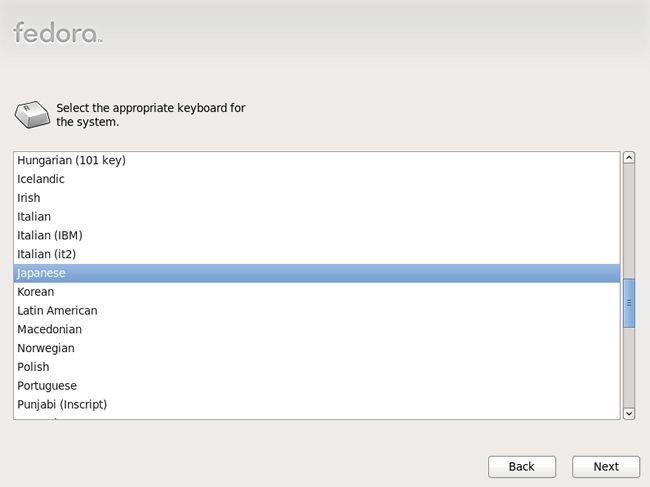 fedora™
R
Select the appropriate keyboard for
the system.
Hungarian (101 key)
Icelandic
Irish
Italian
Italian (IBM)
Italian (it2)
Japanese
Korean
Latin American
Macedonian
Norwegian
Polish
Portuguese
Punjabi (Inscript)
Back
Next